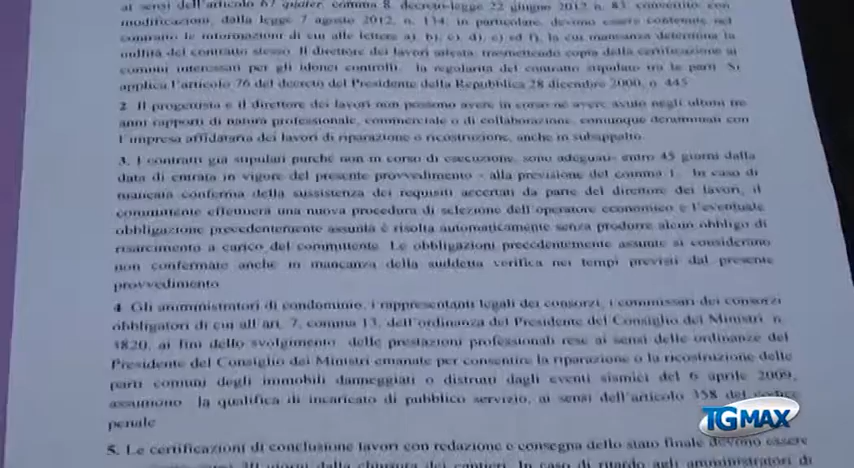 ai sensi dell'articolo 67 quater, comma 8, decreto-legge 22 giugno 2012 n. 83, convertito con
modificazioni, dalla legge 7 agosto 2012, n. 134, in particolare, devono essere contenute nel
contratto le informazioni di cui alle lettere a), b), c), d), e) ed f), la cui mancanza determina la
nullità del contratto stesso. Il direttore dei lavori attesta, trasmettendo copia della certificazione ai
comuni interessati per gli idonei controlli, la regolarità del contratto stipulato tra le parti. Si
applica l'articolo 76 del decreto del Presidente della Repubblica 28 dicembre 2000, n. 445.
2. Il progettista e il direttore dei lavori non possono avere in corso né avere avuto negli ultimi tre
anni rapporti di natura professionale, commerciale o di collaborazione, comunque denominati con
l'impresa affidataria dei lavori di riparazione o ricostruzione, anche in subappalto.
3. I contratti già stipulati purché non in corso di esecuzione, sono adeguati- entro 45 giorni dalla
data di entrata in vigore del presente provvedimento - alla previsione del comma 1. In caso di
mancata conferma della sussistenza dei requisiti accertati da parte del direttore dei lavori, il
committente effettuerà una nuova procedura di selezione dell'operatore economico e l'eventuale
obbligazione precedentemente assunta è risolta automaticamente senza produrre alcun obbligo di
risarcimento a carico del committente. Le obbligazioni precedentemente assunte si considerano
non confermate anche in mancanza della suddetta verifica nei tempi previsti dal presente
provvedimento.
4. Gli amministratori di condominio, i rappresentanti legali dei consorzi, i commissari dei consorzi
obbligatori di cui all'art. 7, comma 13, dell'ordinanza del Presidente del Consiglio dei Ministri n.
3820, ai fini dello svolgimento delle prestazioni professionali rese ai sensi delle ordinanze del
Presidente del Consiglio dei Ministri emanate per consentire la riparazione o la ricostruzione delle
parti comuni degli immobili danneggiati o distrutti dagli eventi sismici del 6 aprile 2009,
assumono la qualifica di incaricato di pubblico servizio, ai sensi dell'articolo 358 del codice
penale.
5. Le certificazioni di conclusione lavori con redazione e consegna dello stato finale devono essere
30 giorni dalla chiusura dei cantieri. In caso di ritardo agli amministratori di
TGMAX